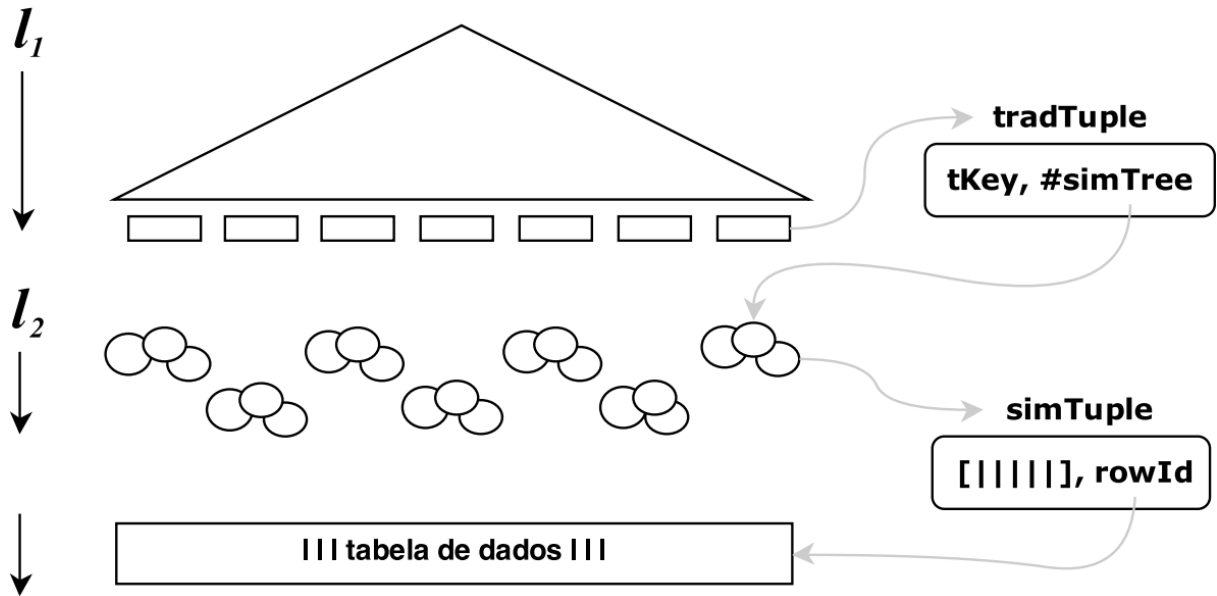 l1
tradTuple
tKey, #simTree
l2
simTuple
[|||||], rowId
||| tabela de dados |||